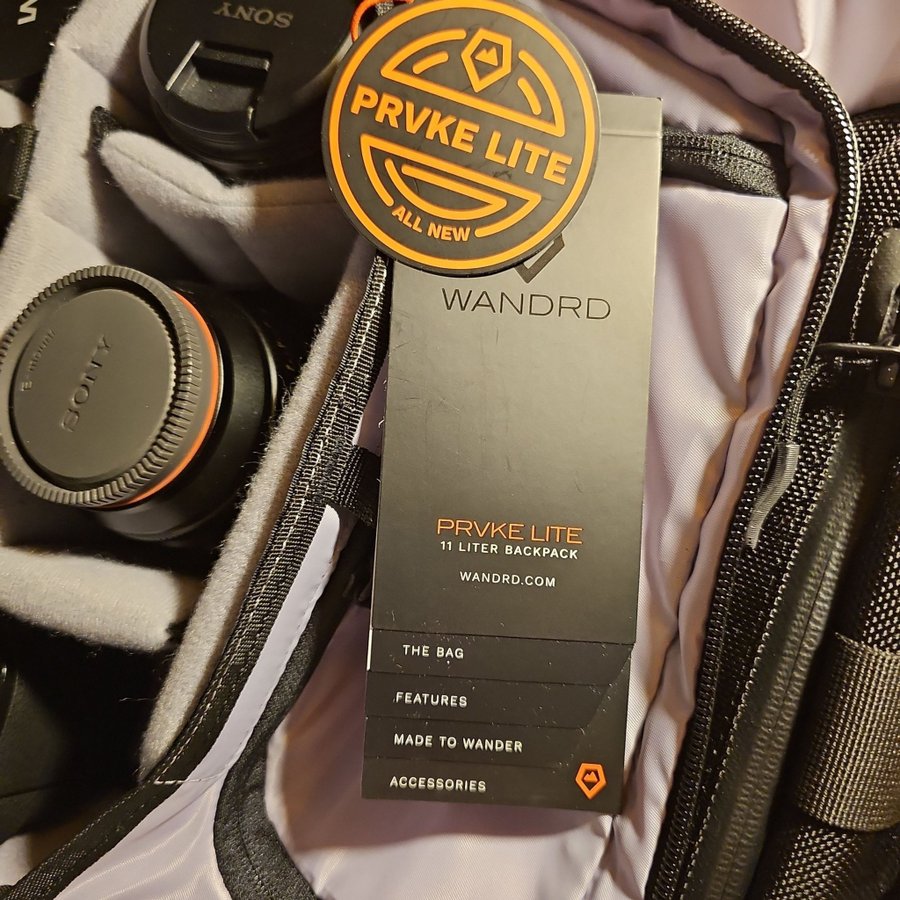 SONY
PRVKE LITE
ALL NEW
WANDRD
E-mount
SONY
PRVKE LITE
11 LITER BACKPACK
WANDRD.COM
THE BAG
FEATURES
MADE TO WANDER
ACCESSORIES